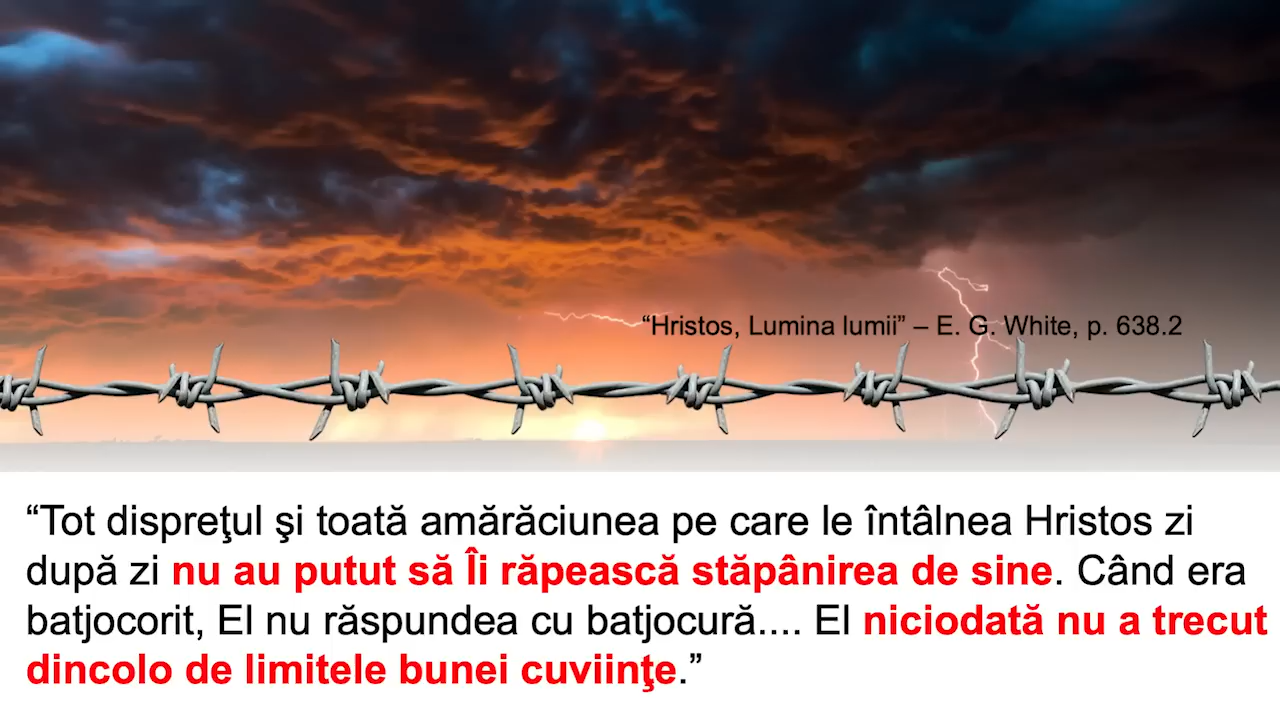 “Hristos, Lumina lumii” – E. G. White, p. 638.2
“Tot dispreţul şi toată amărăciunea pe care le întâlnea Hristos zi
după zi nu au putut să Îi răpească stăpânirea de sine. Când era
batjocorit, El nu răspundea cu batjocură.... El niciodată nu a trecut
dincolo de limitele bunei cuviinţe.”